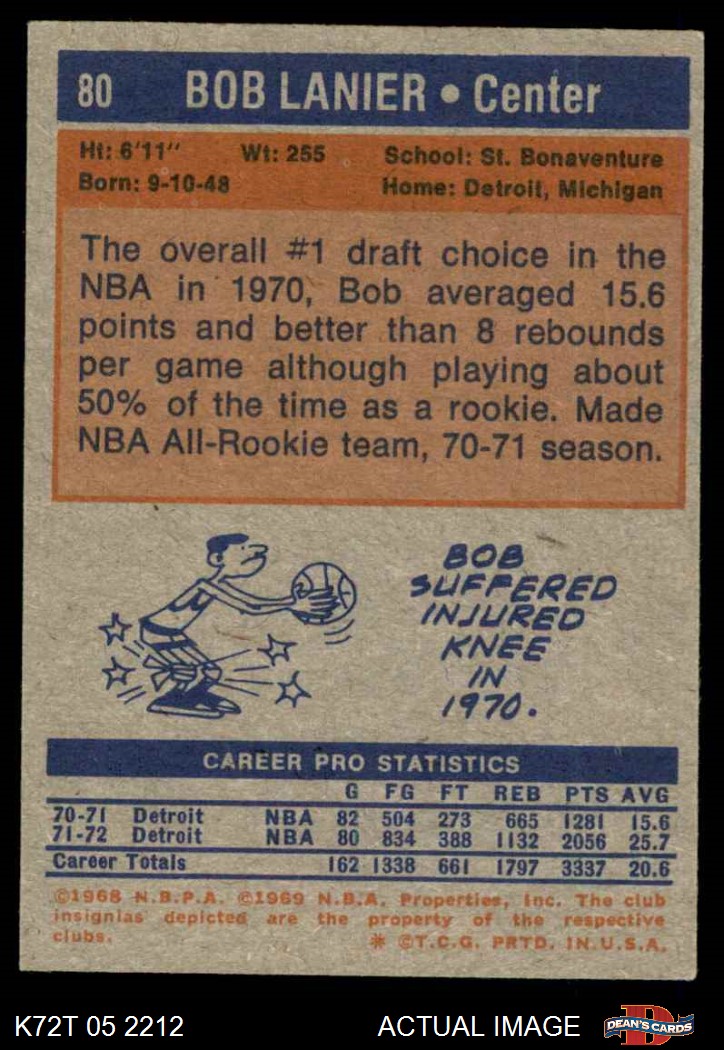 80 BOB LANIER • Center
Ht: 6'11" Wt: 255 School: St. Bonaventure
Born: 9-10-48 Home: Detroit, Michigan
The overall #1 draft choice in the
NBA in 1970, Bob averaged 15.6
points and better than 8 rebounds
per game although playing about
50% of the time as a rookie. Made
NBA All-Rookie team, 70-71 season.
BOB
SUFFERED
INJURED
KNEE
IN
1970.
CAREER PRO STATISTICS
G FG FT REB PTS AVG
70-71 Detroit NBA 82 504 273 665 1281 15.6
71-72 Detroit NBA 80 834 388 1132 2056 25.7
Career Totals 162 1338 661 1797 3337 20.6
©1968 N.B.P.A. ©1969 N.B.A. Properties, Inc. The club
insignias depicted are the property of the respective
clubs. * ©T.C.G. PRTD. IN U.S.A.
K72T 05 2212 ACTUAL IMAGE DEAN'S CARDS